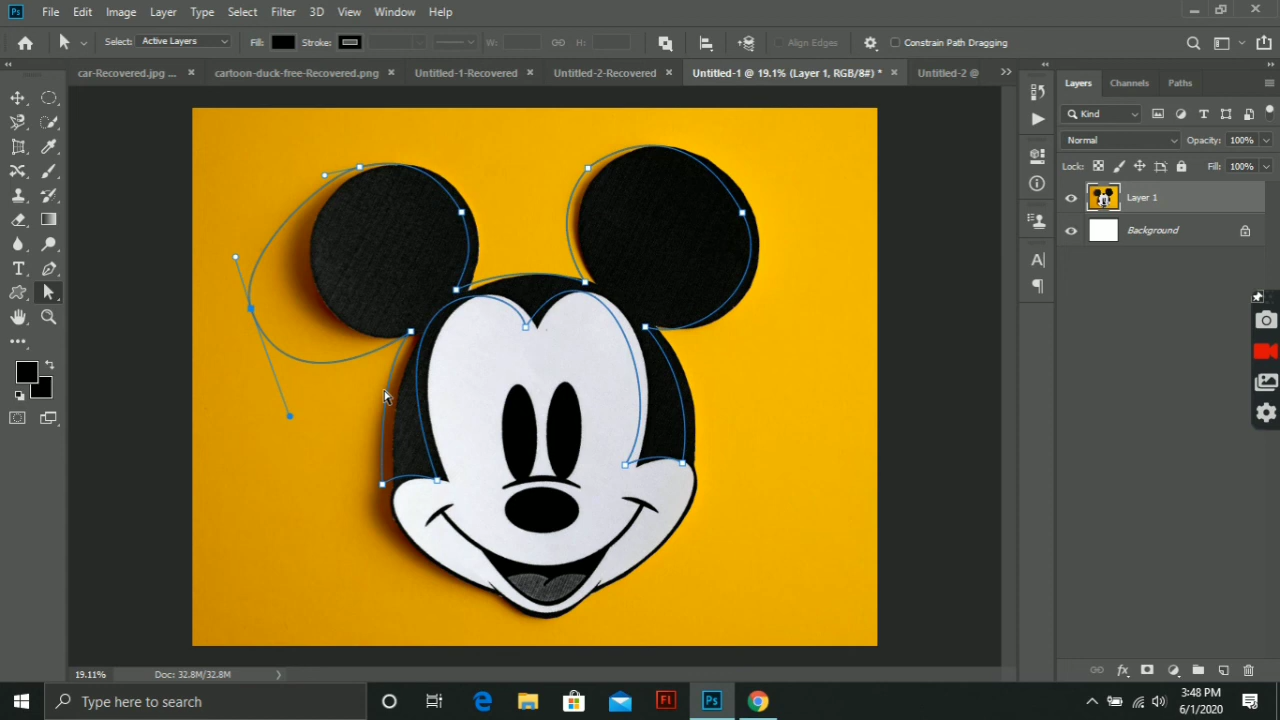 Ps File Edit Image Layer Type Select Filter 3D View Window Help
Select: Active Layers Fill: Stroke: W: H: Align Edges Constrain Path Dragging
car-Recovered.jpg ... × cartoon-duck-free-Recovered.png × Untitled-1-Recovered × Untitled-2-Recovered × Untitled-1 @ 19.1% (Layer 1, RGB/8#) * × Untitled-2 @
Layers Channels Paths
Kind
Normal Opacity: 100%
Lock: Fill: 100%
Layer 1
Background
19.11% Doc: 32.8M/32.8M
Type here to search
Fl Ps
3:48 PM
6/1/2020